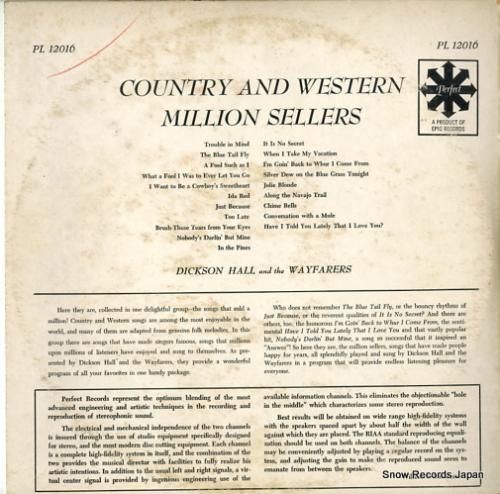 PL 12016
PL 12016
COUNTRY AND WESTERN
MILLION SELLERS
Perfect
A PRODUCT OF
EPIC RECORDS
Trouble in Mind
The Blue Tail Fly
A Fool Such as I
What a Fool I Was to Ever Let You Go
I Want to Be a Cowboy's Sweetheart
Ida Red
Just Because
Too Late
Brush Those Tears from Your Eyes
Nobody's Darlin' But Mine
In the Pines
It Is No Secret
When I Take My Vacation
I'm Goin' Back to Whur I Come From
Silver Dew on the Blue Grass Tonight
Jolie Blonde
Along the Navajo Trail
Chime Bells
Conversation with a Mule
Have I Told You Lately That I Love You?
DICKSON HALL and the WAYFARERS
Here they are, collected in one delightful group—the songs that sold a
million! Country and Western songs are among the most enjoyable in the
world, and many of them are adapted from genuine folk melodies. In this
group there are songs that have made singers famous, songs that millions
upon millions of listeners have enjoyed and song to themselves. As pre-
sented by Dickson Hall and the Wayfarers, they provide a wonderful
program of all your favorites in one handy package.
Who does not remember The Blue Tail Fly, or the bouncy rhythms of
Just Because, or the reverent qualities of It Is No Secret? And there are
others, too, the humorous I'm Goin' Back to Whur I Come From, the senti-
mental Have I Told You Lately That I Love You and that vastly popular
hit, Nobody's Darlin' But Mine, a song so successful that it inspired an
"Answer"! So here they are, the million sellers, songs that have made people
happy for years, all splendidly played and sung by Dickson Hall and the
Wayfarers in a program that will provide endless listening pleasure for
everyone.
Perfect Records represent the optimum blending of the most
advanced engineering and artistic techniques in the recording and
reproduction of stereophonic sound.
The electrical and mechanical independence of the two channels
is insured through the use of studio equipment specifically designed
for stereo, and the most modern disc cutting equipment. Each channel
is a complete high-fidelity system in itself, and the combination of the
two provides the musical director with facilities to fully realize his
artistic intentions. In addition to the usual left and right signals, a vir-
tual center signal is provided by ingenious engineering use of the
available information channels. This eliminates the objectionable "hole
in the middle" which characterizes some stereo reproduction.
Best results will be obtained on wide range high-fidelity systems
with the speakers spaced apart by about half the width of the wall
against which they are placed. The RIAA standard reproducing equali-
zation should be used on both channels. The balance of the channels
may be conveniently adjusted by playing a regular record on the sys-
tem, and adjusting the gain to make the reproduced sound seem to
emanate from between the speakers.
Snow Records Japan